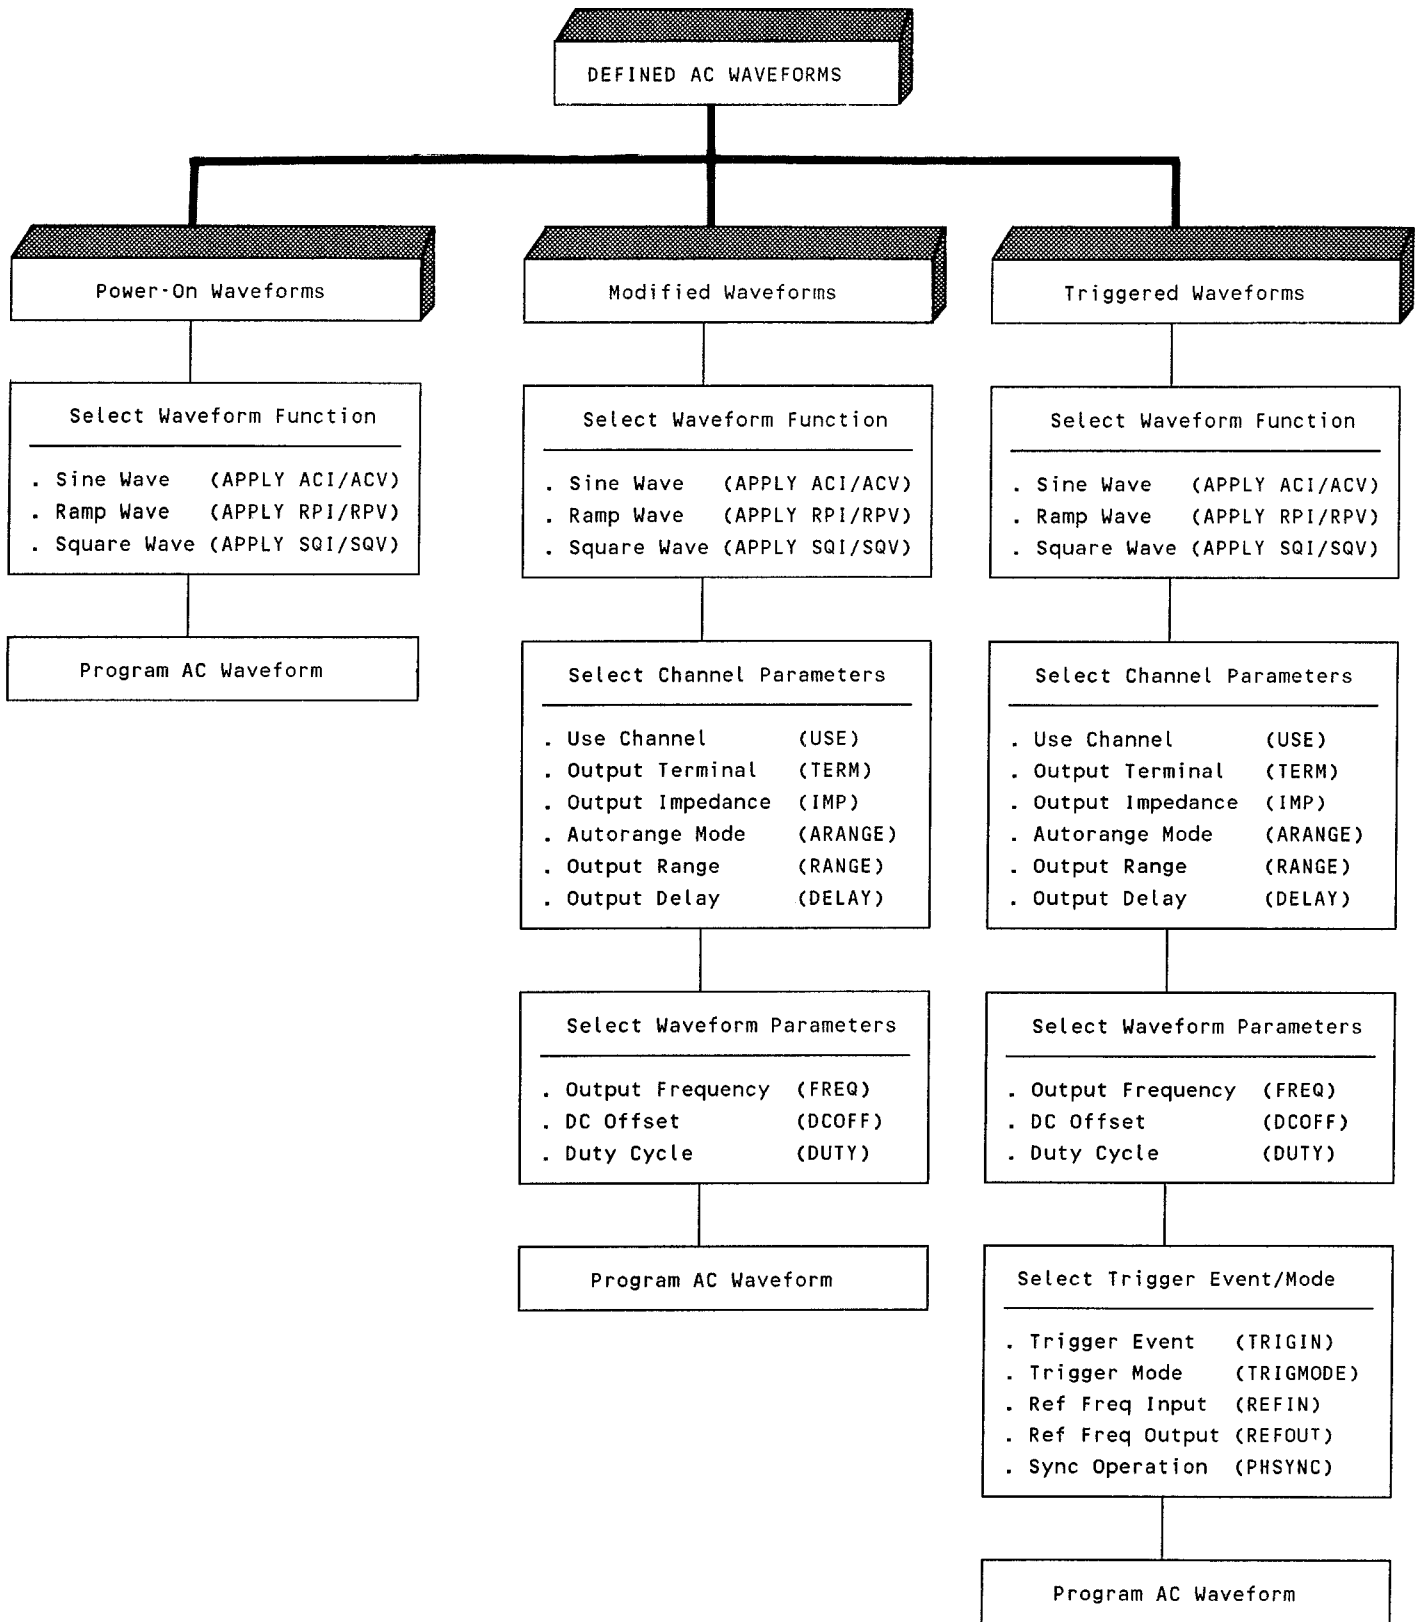 DEFINED AC WAVEFORMS
Power-On Waveforms
Select Waveform Function
. Sine Wave (APPLY ACI/ACV)
. Ramp Wave (APPLY RPI/RPV)
. Square Wave (APPLY SQI/SQV)
Program AC Waveform
Modified Waveforms
Select Waveform Function
. Sine Wave (APPLY ACI/ACV)
. Ramp Wave (APPLY RPI/RPV)
. Square Wave (APPLY SQI/SQV)
Select Channel Parameters
. Use Channel (USE)
. Output Terminal (TERM)
. Output Impedance (IMP)
. Autorange Mode (ARANGE)
. Output Range (RANGE)
. Output Delay (DELAY)
Select Waveform Parameters
. Output Frequency (FREQ)
. DC Offset (DCOFF)
. Duty Cycle (DUTY)
Program AC Waveform
Triggered Waveforms
Select Waveform Function
. Sine Wave (APPLY ACI/ACV)
. Ramp Wave (APPLY RPI/RPV)
. Square Wave (APPLY SQI/SQV)
Select Channel Parameters
. Use Channel (USE)
. Output Terminal (TERM)
. Output Impedance (IMP)
. Autorange Mode (ARANGE)
. Output Range (RANGE)
. Output Delay (DELAY)
Select Waveform Parameters
. Output Frequency (FREQ)
. DC Offset (DCOFF)
. Duty Cycle (DUTY)
Select Trigger Event/Mode
. Trigger Event (TRIGIN)
. Trigger Mode (TRIGMODE)
. Ref Freq Input (REFIN)
. Ref Freq Output (REFOUT)
. Sync Operation (PHSYNC)
Program AC Waveform